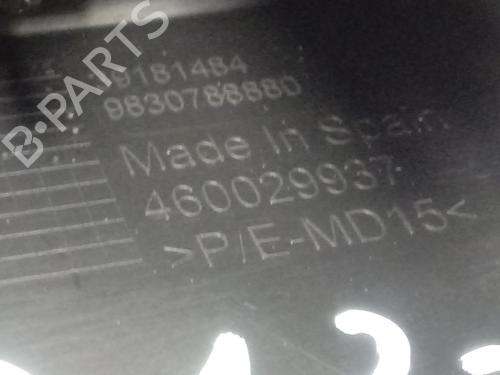 B-PARTS
9181484
9830788880
Made In Spain
460029937
>P/E-MD15<